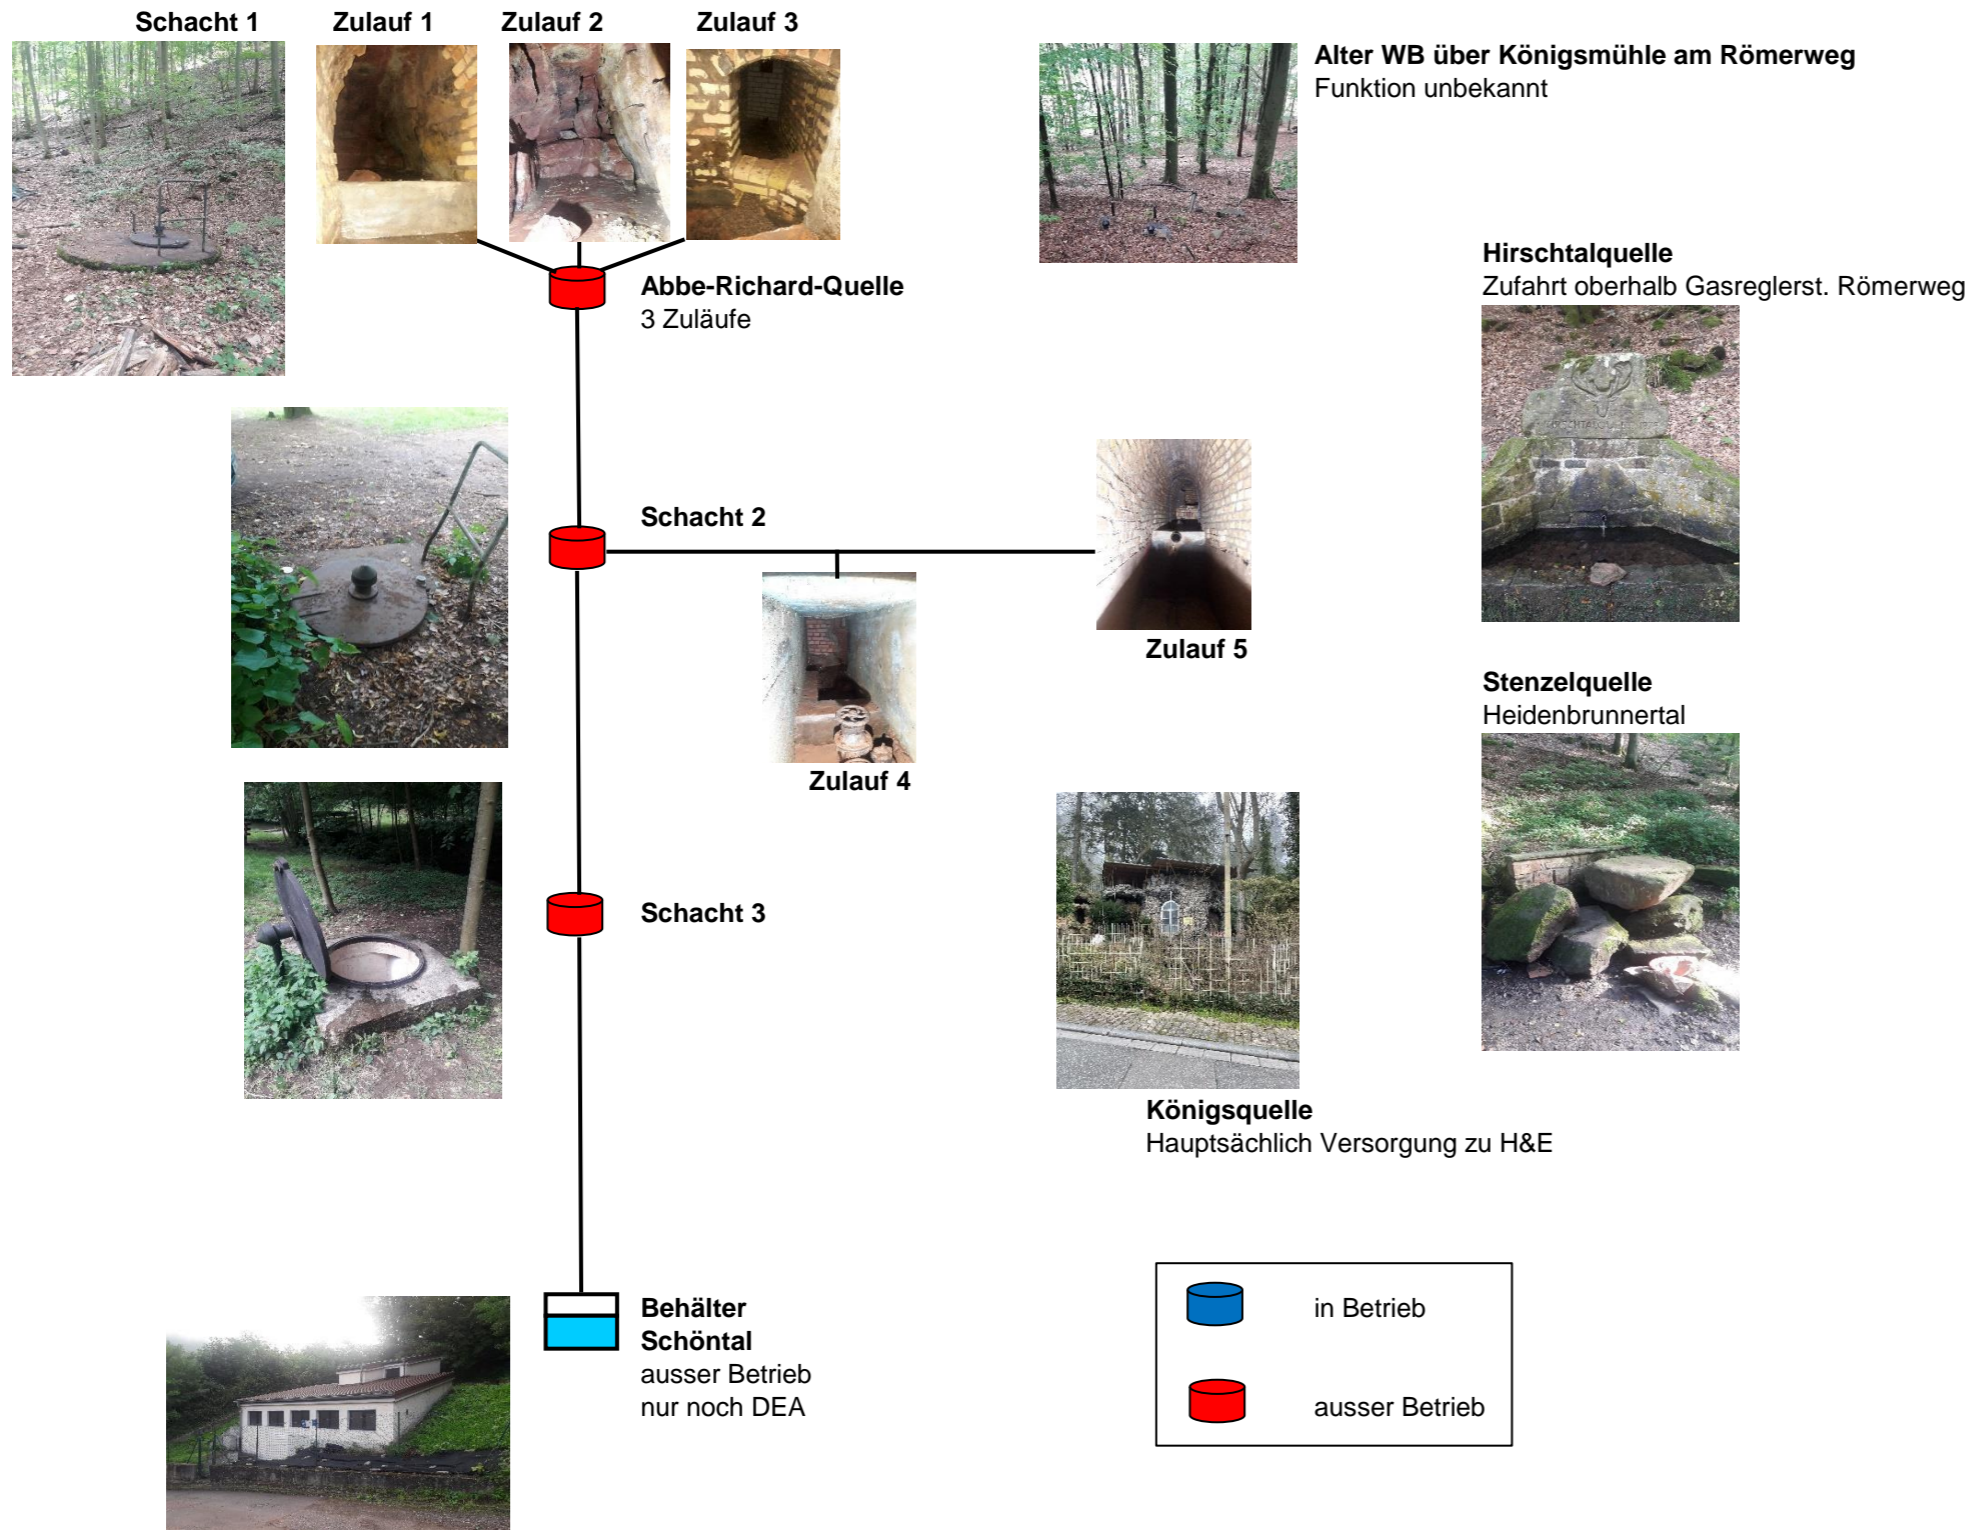 Schacht 1
Zulauf 1
Zulauf 2
Zulauf 3
Alter WB über Königsmühle am Römerweg
Funktion unbekannt
Hirschtalquelle
Zufahrt oberhalb Gasreglerst. Römerweg
Abbe-Richard-Quelle
3 Zuläufe
Schacht 2
Zulauf 5
Zulauf 4
Stenzelquelle
Heidenbrunnertal
Schacht 3
Königsquelle
Hauptsächlich Versorgung zu H&E
Behälter
Schöntal
ausser Betrieb
nur noch DEA
in Betrieb
ausser Betrieb